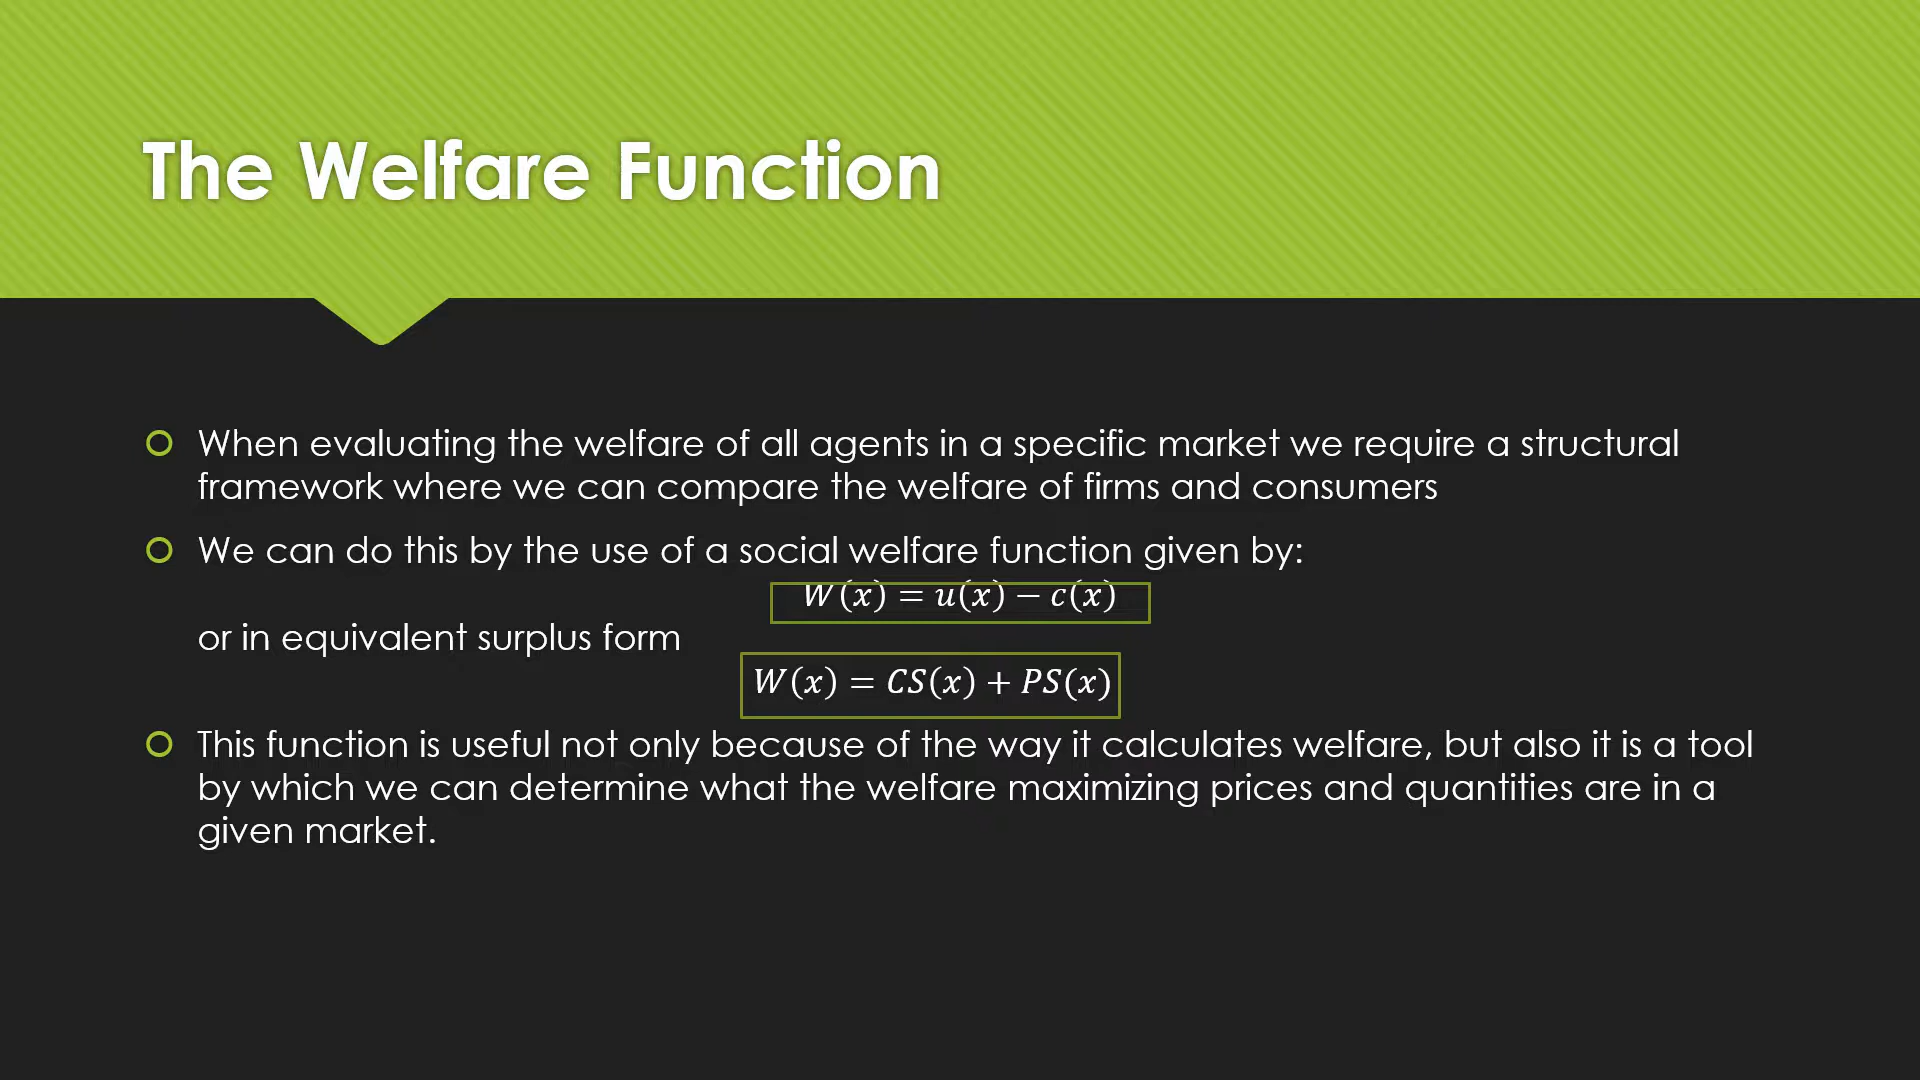 The Welfare Function
When evaluating the welfare of all agents in a specific market we require a structural
framework where we can compare the welfare of firms and consumers
We can do this by the use of a social welfare function given by:
W(x) = u(x) − c(x)
or in equivalent surplus form
W(x) = CS(x) + PS(x)
This function is useful not only because of the way it calculates welfare, but also it is a tool
by which we can determine what the welfare maximizing prices and quantities are in a
given market.